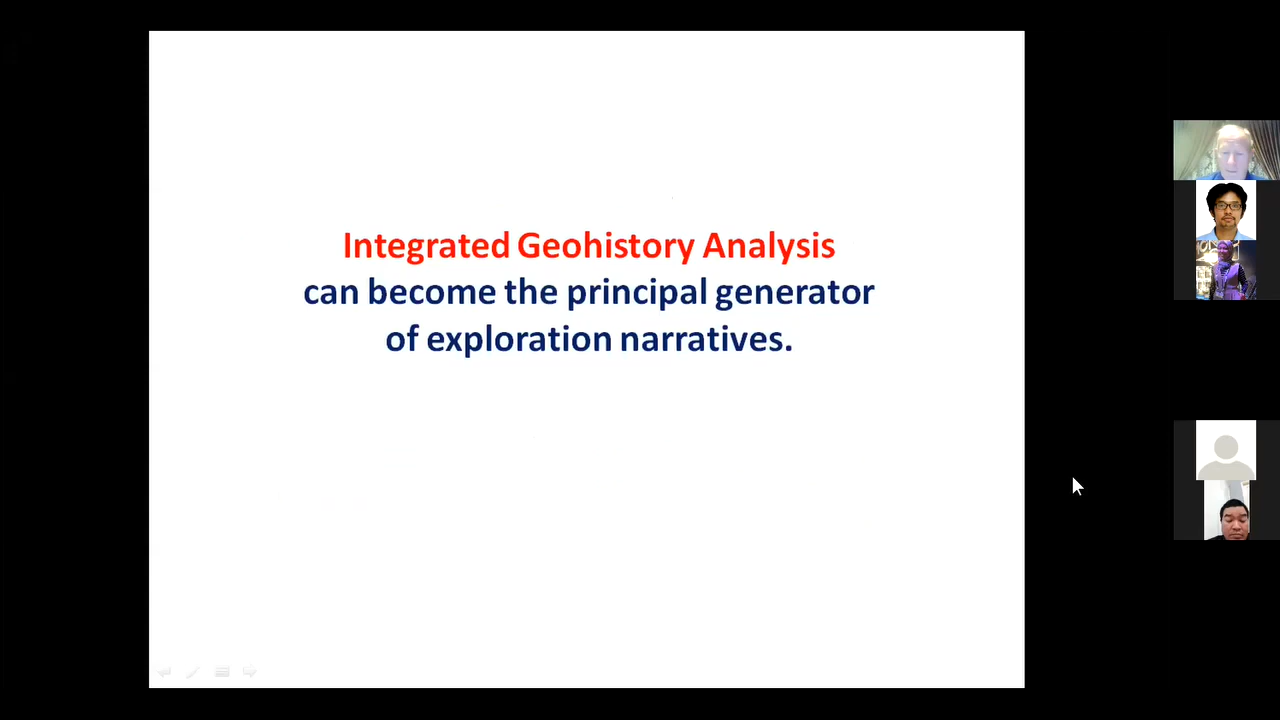 Integrated Geohistory Analysis
can become the principal generator
of exploration narratives.